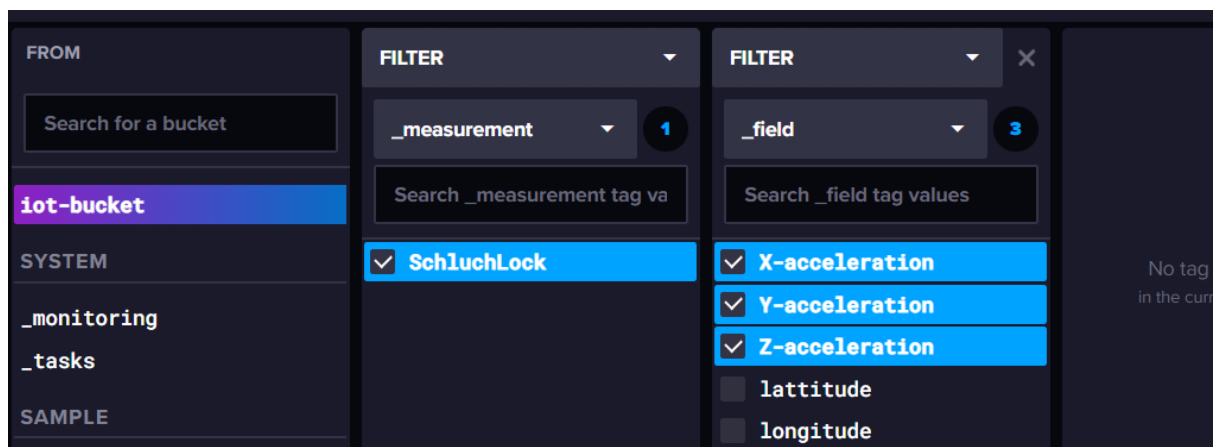 FROM
Search for a bucket
iot-bucket
SYSTEM
_monitoring
_tasks
SAMPLE
FILTER
_measurement
1
Search _measurement tag va
SchluchLock
FILTER
_field
3
Search _field tag values
X-acceleration
Y-acceleration
Z-acceleration
lattitude
longitude
No tag
in the curr